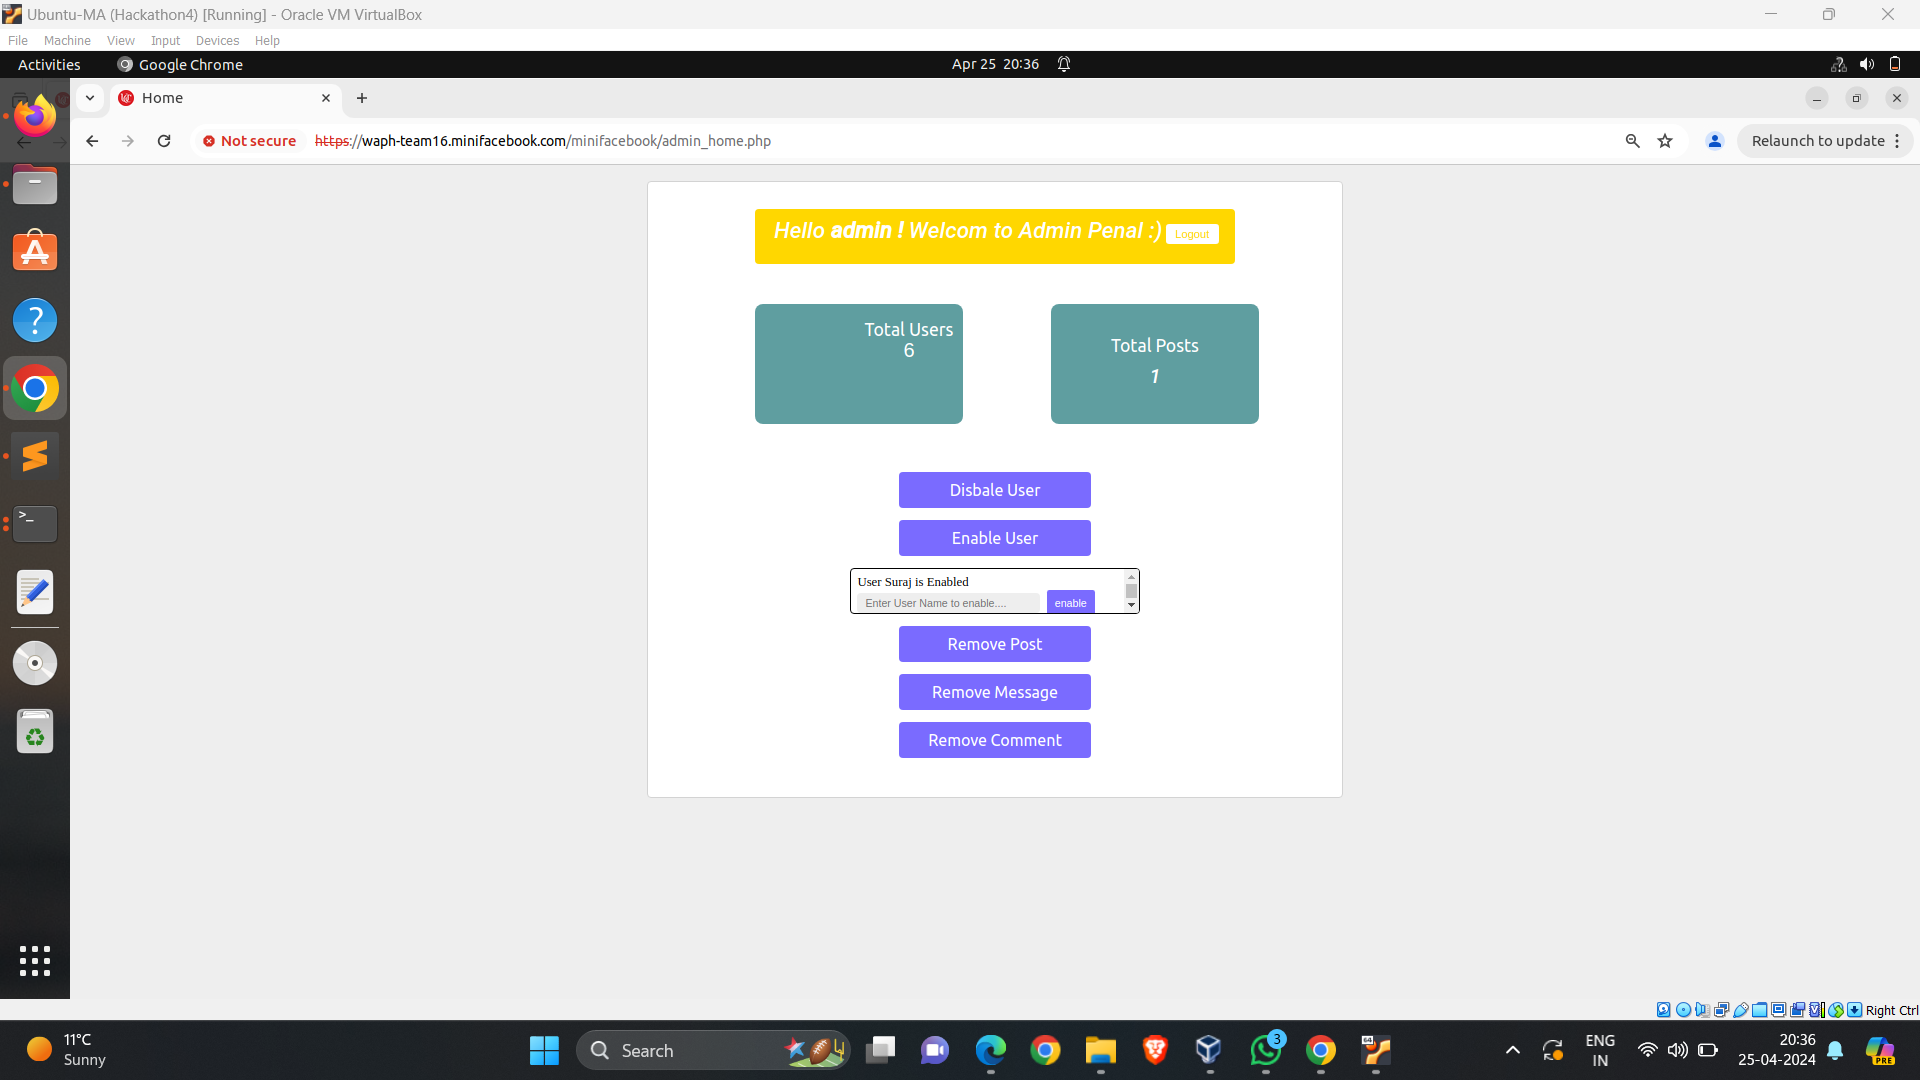 Ubuntu-MA (Hackathon4) [Running] - Oracle VM VirtualBox
File Machine View Input Devices Help
Activities Google Chrome Apr 25 20:36
Home
Not secure https://waph-team16.minifacebook.com/minifacebook/admin_home.php Relaunch to update
Hello admin ! Welcom to Admin Penal :) Logout
Total Users
6
Total Posts
1
Disbale User
Enable User
User Suraj is Enabled
Enter User Name to enable.... enable
Remove Post
Remove Message
Remove Comment
Right Ctrl
11°C
Sunny
Search
3
ENG
IN
20:36
25-04-2024
PRE